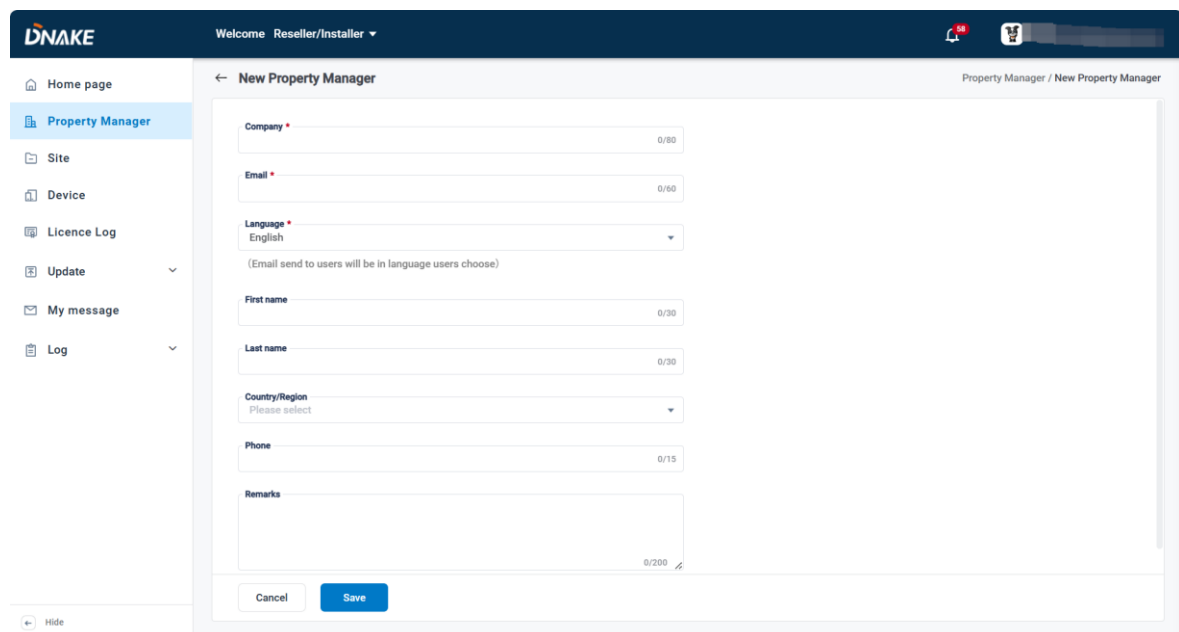 DNAKE
Welcome Reseller/Installer
58
Home page
Property Manager
Site
Device
Licence Log
Update
My message
Log
Hide
New Property Manager
Property Manager / New Property Manager
Company *
0/80
Email *
0/60
Language *
English
(Email send to users will be in language users choose)
First name
0/30
Last name
0/30
Country/Region
Please select
Phone
0/15
Remarks
0/200
Cancel
Save